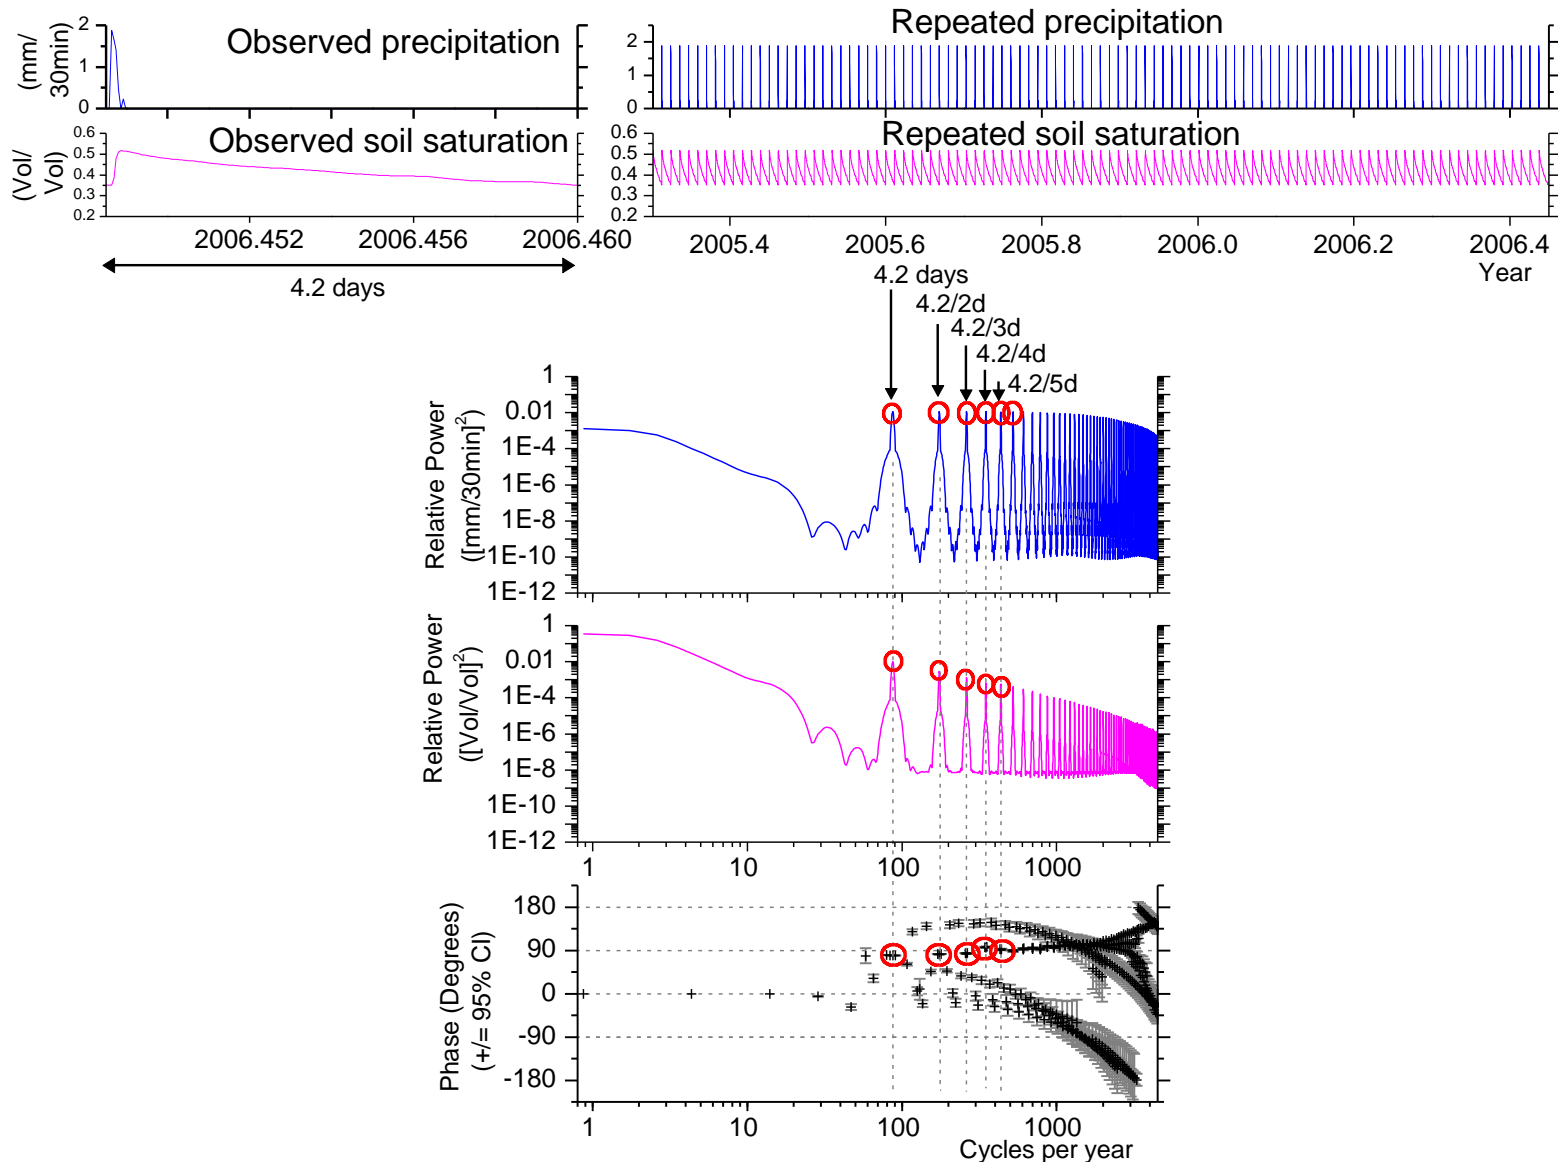 Observed precipitation
(mm/
30min)
2
1
0
Observed soil saturation
(Vol/
Vol)
0.6
0.5
0.4
0.3
0.2
2006.452
2006.456
2006.460
4.2 days
Repeated precipitation
2
1
0
Repeated soil saturation
0.6
0.5
0.4
0.3
0.2
2005.4
2005.6
2005.8
2006.0
2006.2
2006.4
Year
4.2 days
4.2/2d
4.2/3d
4.2/4d
4.2/5d
Relative Power
([mm/30min]²)
1
0.01
1E-4
1E-6
1E-8
1E-10
1E-12
Relative Power
([Vol/Vol]²)
1
0.01
1E-4
1E-6
1E-8
1E-10
1E-12
1
10
100
1000
Phase (Degrees)
(+/= 95% CI)
180
90
0
-90
-180
1
10
100
1000
Cycles per year